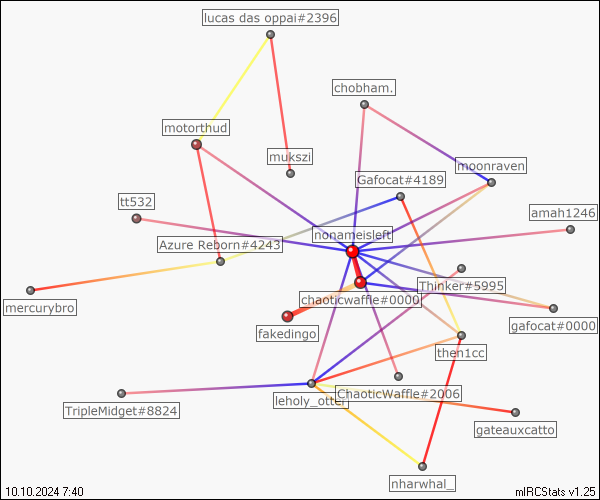 lucas das oppai#2396
chobham.
motorthud
mukszi
moonraven
Gafocat#4189
tt532
amah1246
nonameisleft
Azure Reborn#4243
Thinker#5995
chaoticwaffle#0000
mercurybro
gafocat#0000
fakedingo
then1cc
ChaoticWaffle#2006
leholy_otter
TripleMidget#8824
gateauxcatto
nharwhal_
10.10.2024 7:40
mIRCStats v1.25